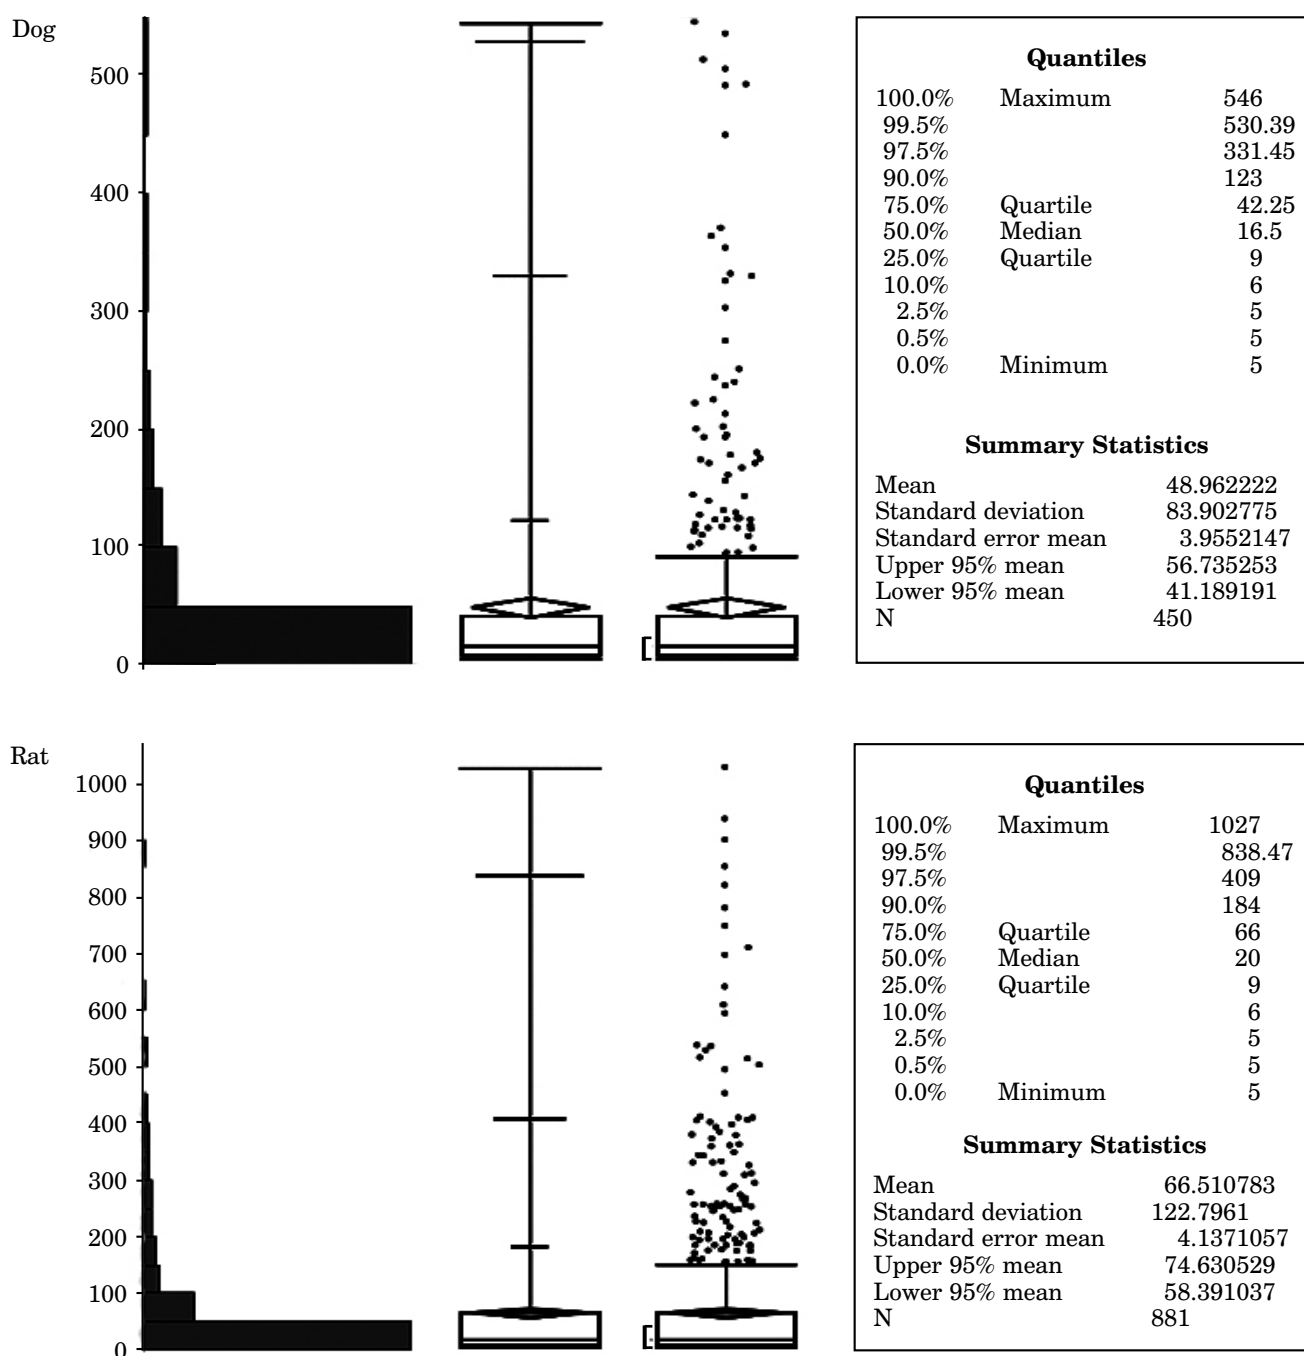 Dog
500
400
300
200
100
0
Quantiles
100.0% Maximum 546
99.5% 530.39
97.5% 331.45
90.0% 123
75.0% Quartile 42.25
50.0% Median 16.5
25.0% Quartile 9
10.0% 6
2.5% 5
0.5% 5
0.0% Minimum 5
Summary Statistics
Mean 48.962222
Standard deviation 83.902775
Standard error mean 3.9552147
Upper 95% mean 56.735253
Lower 95% mean 41.189191
N 450
Rat
1000
900
800
700
600
500
400
300
200
100
0
Quantiles
100.0% Maximum 1027
99.5% 838.47
97.5% 409
90.0% 184
75.0% Quartile 66
50.0% Median 20
25.0% Quartile 9
10.0% 6
2.5% 5
0.5% 5
0.0% Minimum 5
Summary Statistics
Mean 66.510783
Standard deviation 122.7961
Standard error mean 4.1371057
Upper 95% mean 74.630529
Lower 95% mean 58.391037
N 881